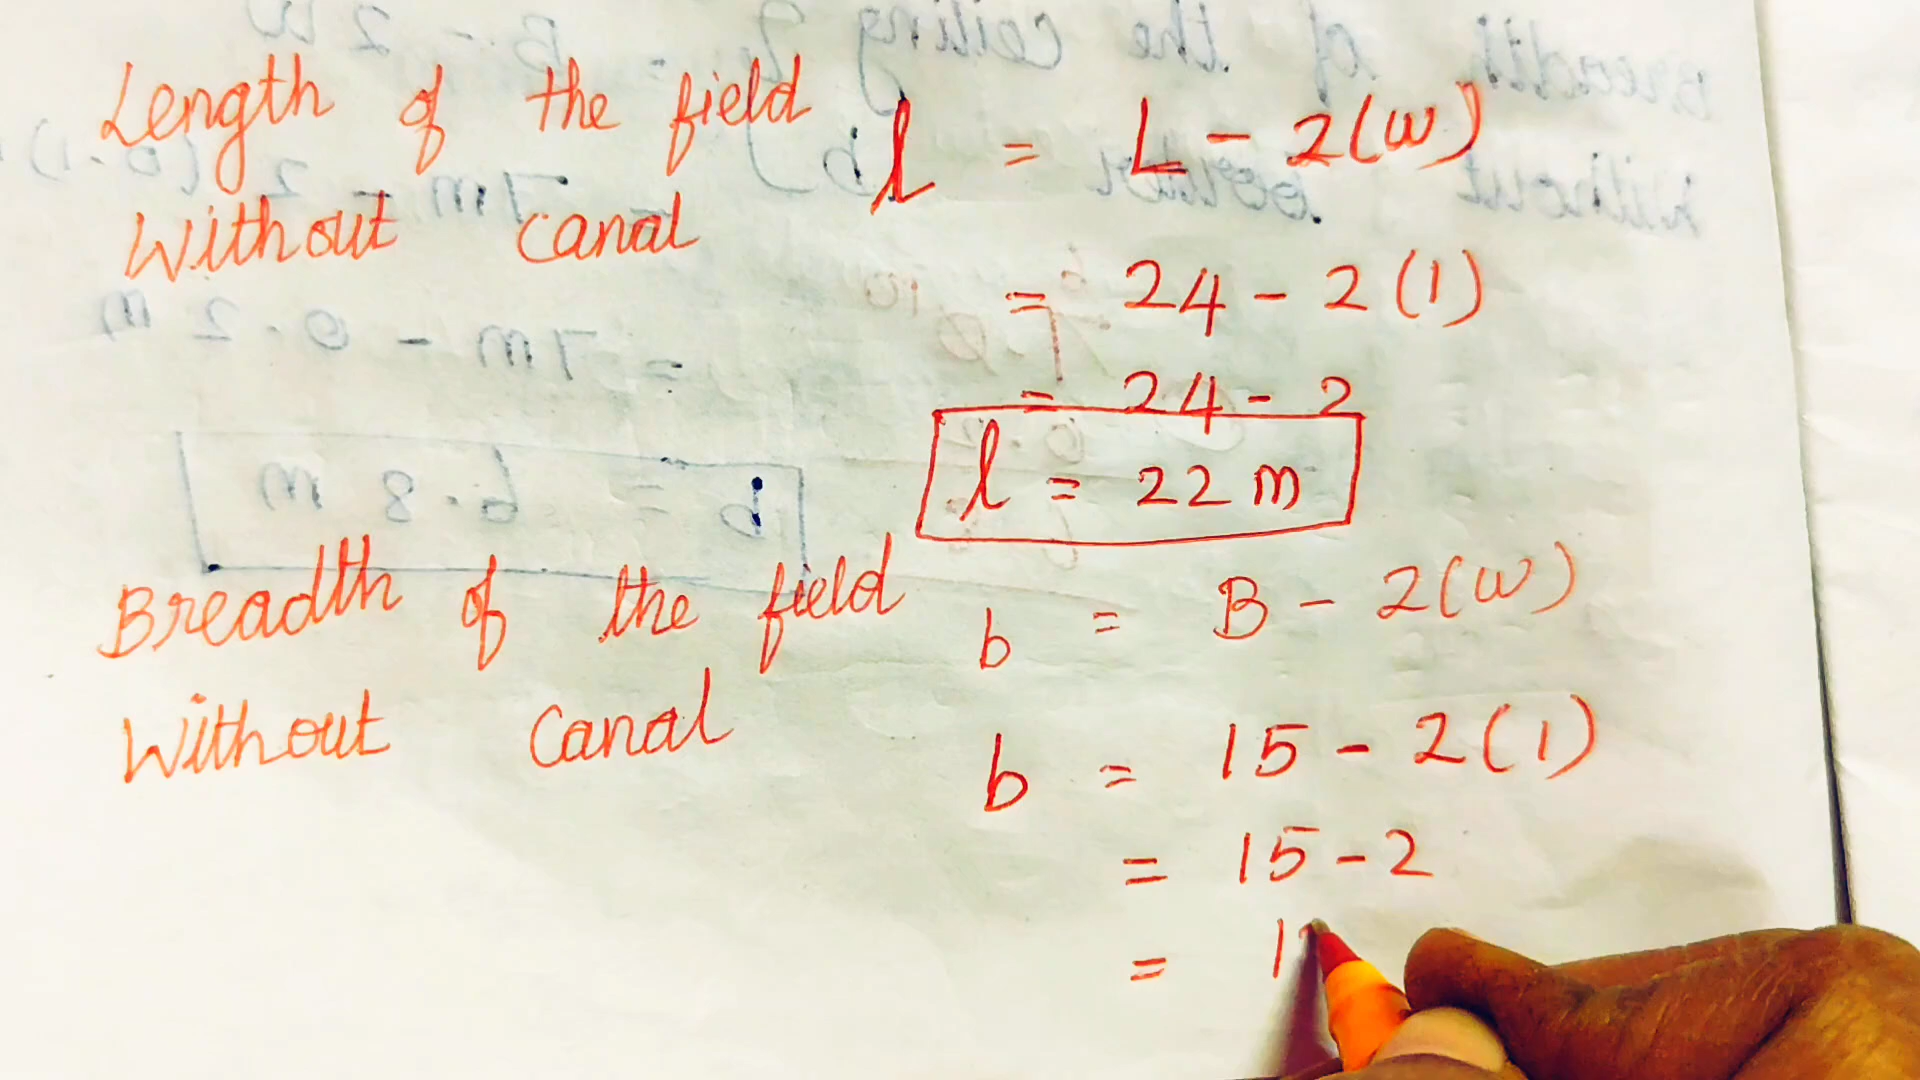 Length of the field l = L - 2(W)
Without canal
= 24 - 2(1)
= 24 - 2
l = 22 m
Breadth of the field b = B - 2(W)
Without Canal b = 15 - 2(1)
= 15 - 2
= 1